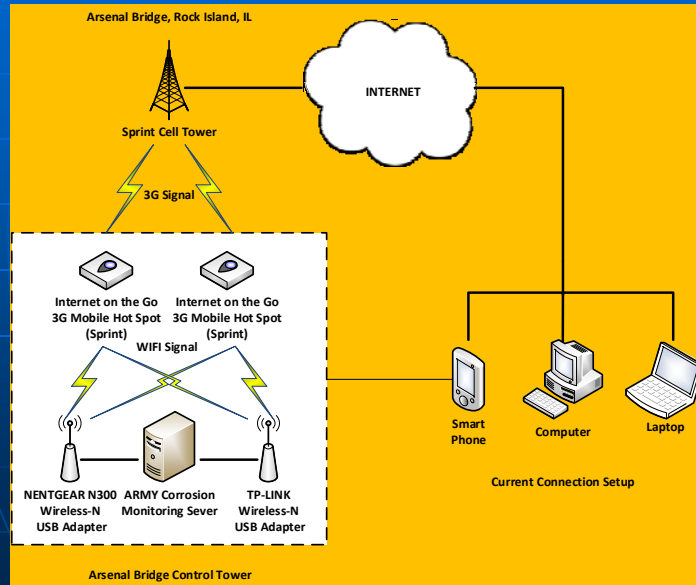 Arsenal Bridge, Rock Island, IL
INTERNET
Sprint Cell Tower
3G Signal
Internet on the Go
3G Mobile Hot Spot
(Sprint)
Internet on the Go
3G Mobile Hot Spot
(Sprint)
WIFI Signal
NENTGEAR N300
Wireless-N
USB Adapter
ARMY Corrosion
Monitoring Sever
TP-LINK
Wireless-N
USB Adapter
Smart
Phone
Computer
Laptop
Current Connection Setup
Arsenal Bridge Control Tower